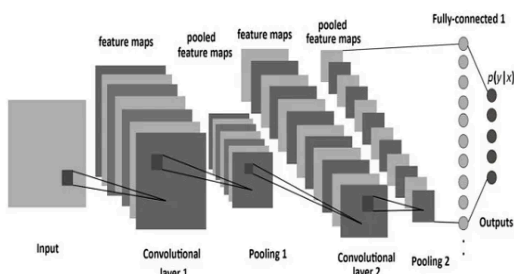 Fully-connected 1
feature maps
pooled
feature maps
feature maps
pooled
feature maps
p(y|x)
Input
Convolutional
layer 1
Pooling 1
Convolutional
layer 2
Pooling 2
Outputs